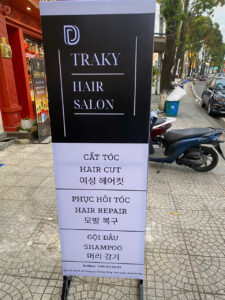 TRAKY
HAIR
SALON
CẮT TÓC
HAIR CUT
여성 헤어컷
PHỤC HỒI TÓC
HAIR REPAIR
모발 복구
GỘI ĐẦU
SHAMPOO
머리 감기